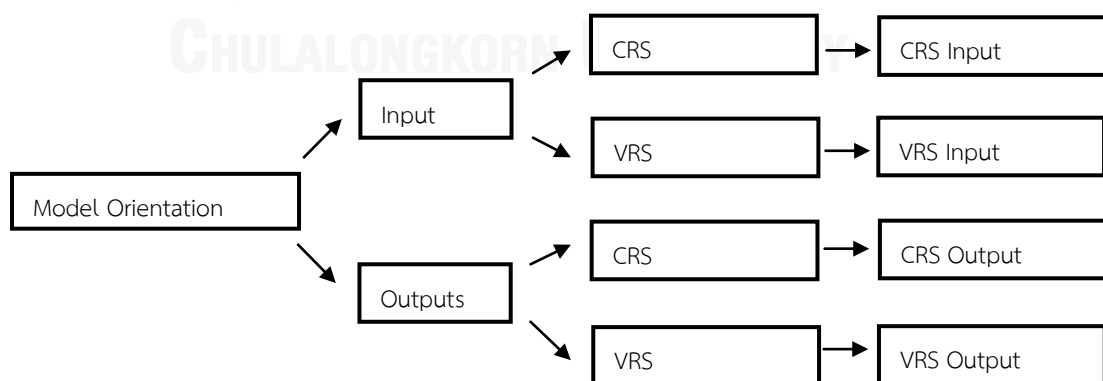 CHULALONGKORN
CRS
CRS Input
Input
VRS
VRS Input
Model Orientation
CRS
CRS Output
Outputs
VRS
VRS Output